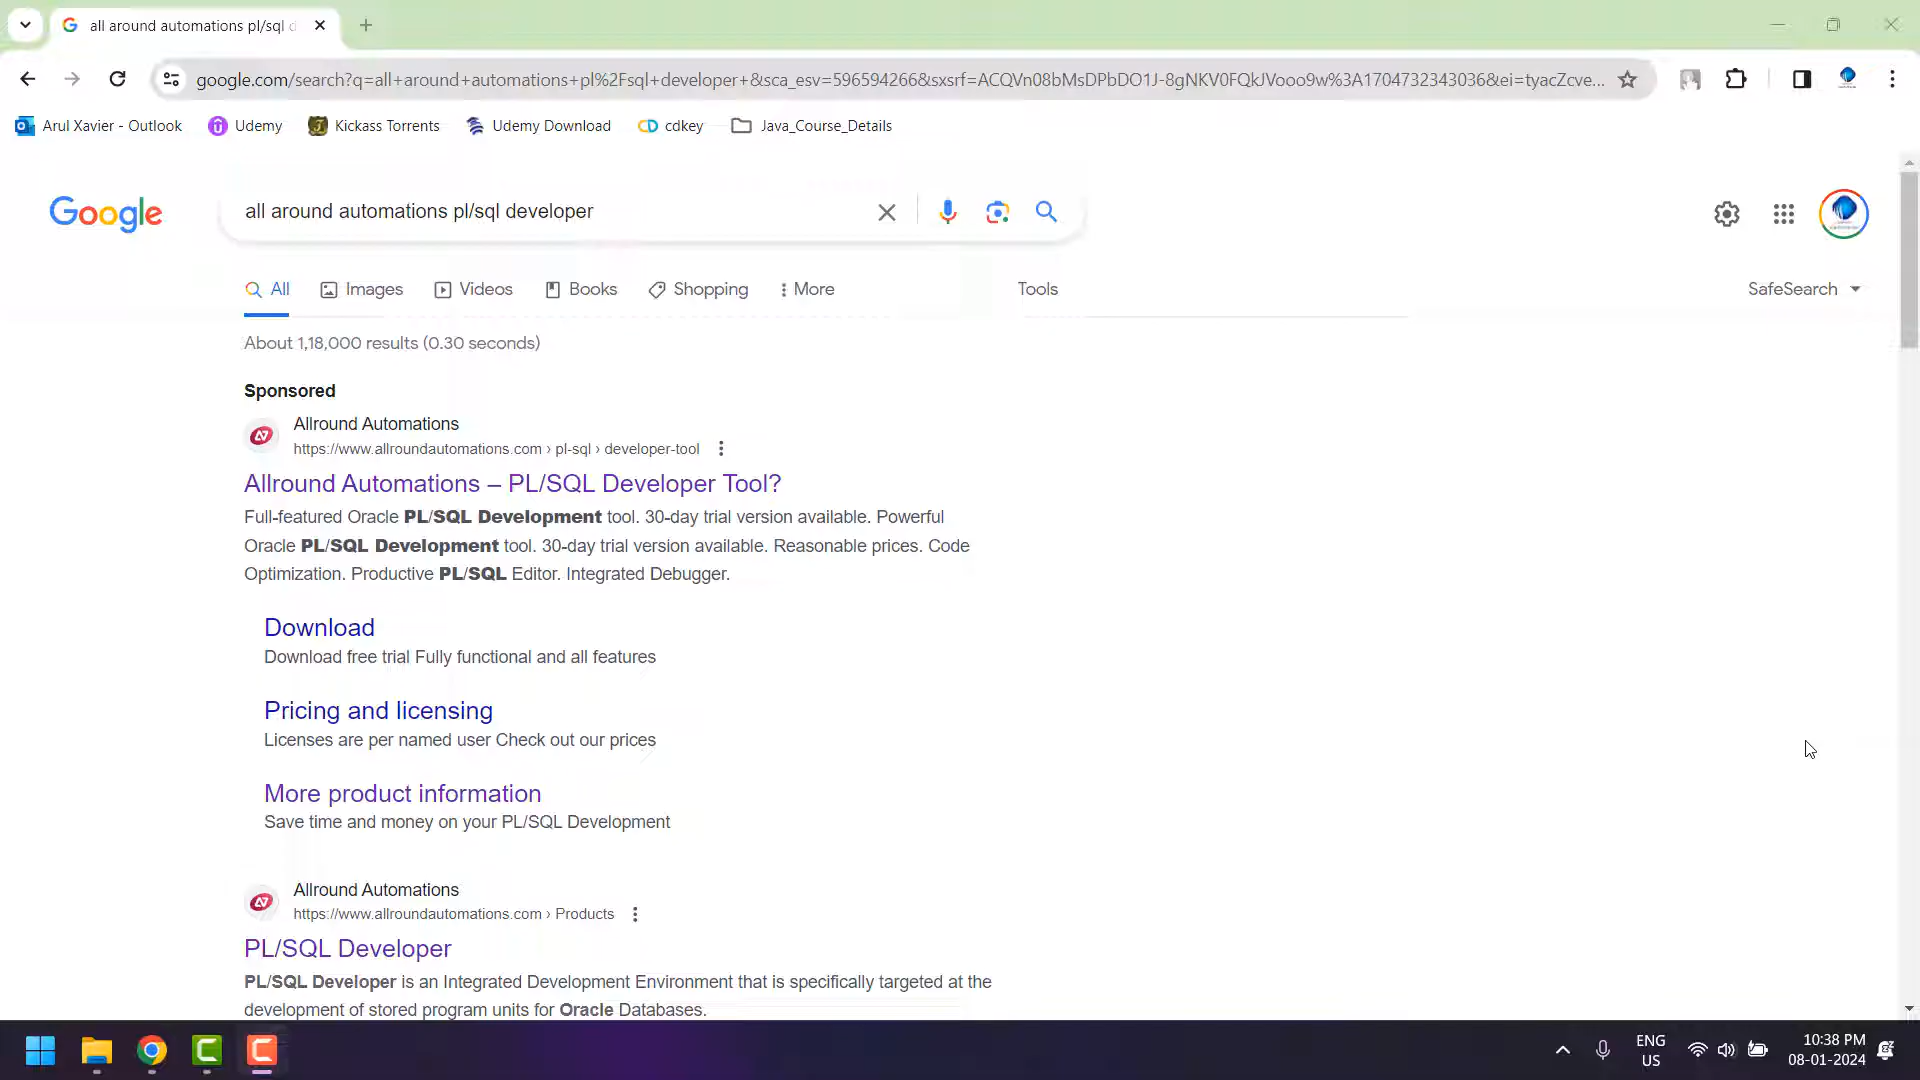 all around automations pl/sql d
google.com/search?q=all+around+automations+pl%2Fsql+developer+&sca_esv=596594266&sxsrf=ACQVn08bMsDPbDO1J-8gNKV0FQkJVooo9w%3A1704732343036&ei=tyacZcve...
Arul Xavier - Outlook Udemy Kickass Torrents Udemy Download cdkey Java_Course_Details
Google all around automations pl/sql developer
All Images Videos Books Shopping More Tools SafeSearch
About 1,18,000 results (0.30 seconds)
Sponsored
Allround Automations
https://www.allroundautomations.com › pl-sql › developer-tool
Allround Automations – PL/SQL Developer Tool?
Full-featured Oracle PL/SQL Development tool. 30-day trial version available. Powerful
Oracle PL/SQL Development tool. 30-day trial version available. Reasonable prices. Code
Optimization. Productive PL/SQL Editor. Integrated Debugger.
Download
Download free trial Fully functional and all features
Pricing and licensing
Licenses are per named user Check out our prices
More product information
Save time and money on your PL/SQL Development
Allround Automations
https://www.allroundautomations.com › Products
PL/SQL Developer
PL/SQL Developer is an Integrated Development Environment that is specifically targeted at the
development of stored program units for Oracle Databases.
ENG
US
10:38 PM
08-01-2024